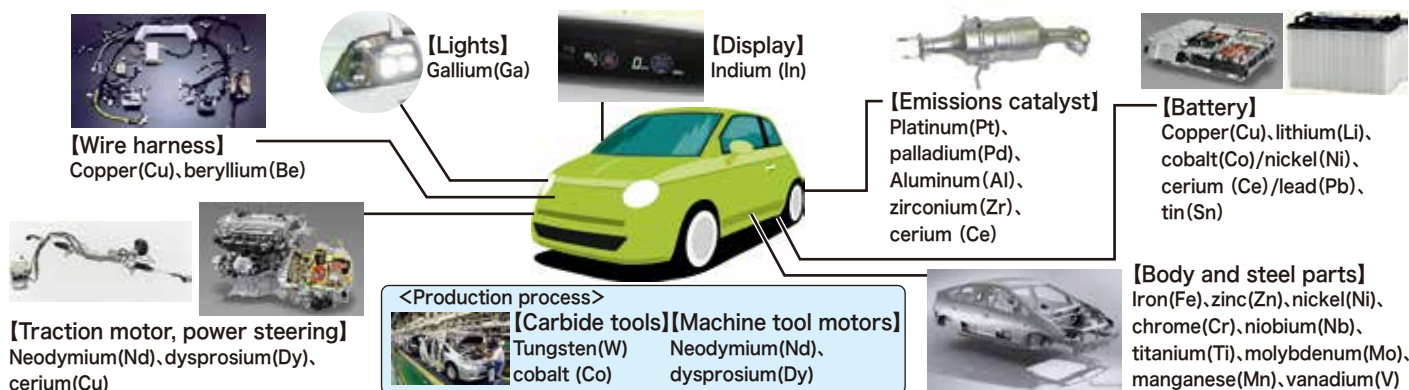 【Lights】
Gallium(Ga)
【Display】
Indium (In)
【Wire harness】
Copper(Cu)、beryllium(Be)
【Emissions catalyst】
Platinum(Pt)、
palladium(Pd)、
Aluminum(Al)、
zirconium(Zr)、
cerium (Ce)
【Battery】
Copper(Cu)、lithium(Li)、
cobalt(Co)/nickel(Ni)、
cerium (Ce)/lead(Pb)、
tin(Sn)
【Traction motor, power steering】
Neodymium(Nd)、dysprosium(Dy)、
cerium(Cu)
<Production process>
【Carbide tools】
Tungsten(W)
cobalt (Co)
【Machine tool motors】
Neodymium(Nd)、
dysprosium(Dy)
【Body and steel parts】
Iron(Fe)、zinc(Zn)、nickel(Ni)、
chrome(Cr)、niobium(Nb)、
titanium(Ti)、molybdenum(Mo)、
manganese(Mn)、vanadium(V)